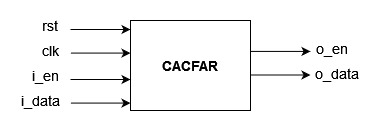 rst
clk
i_en
i_data
CACFAR
o_en
o_data